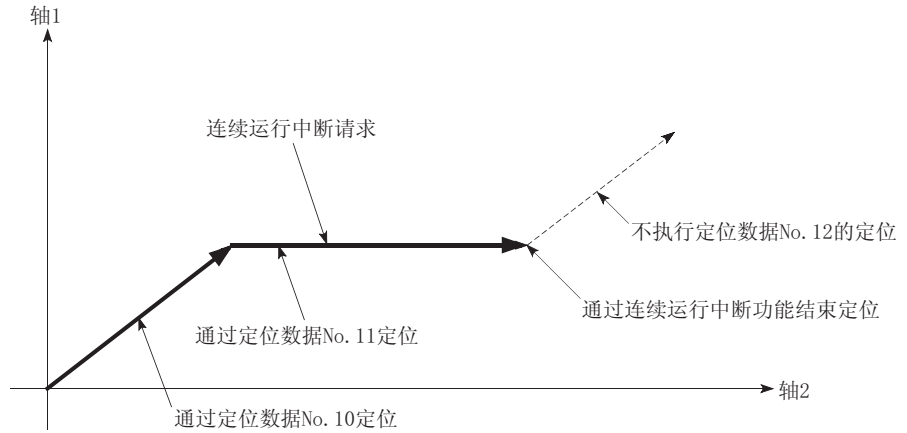 轴1
连续运行中断请求
不执行定位数据No.12的定位
通过连续运行中断功能结束定位
通过定位数据No.11定位
轴2
通过定位数据No.10定位